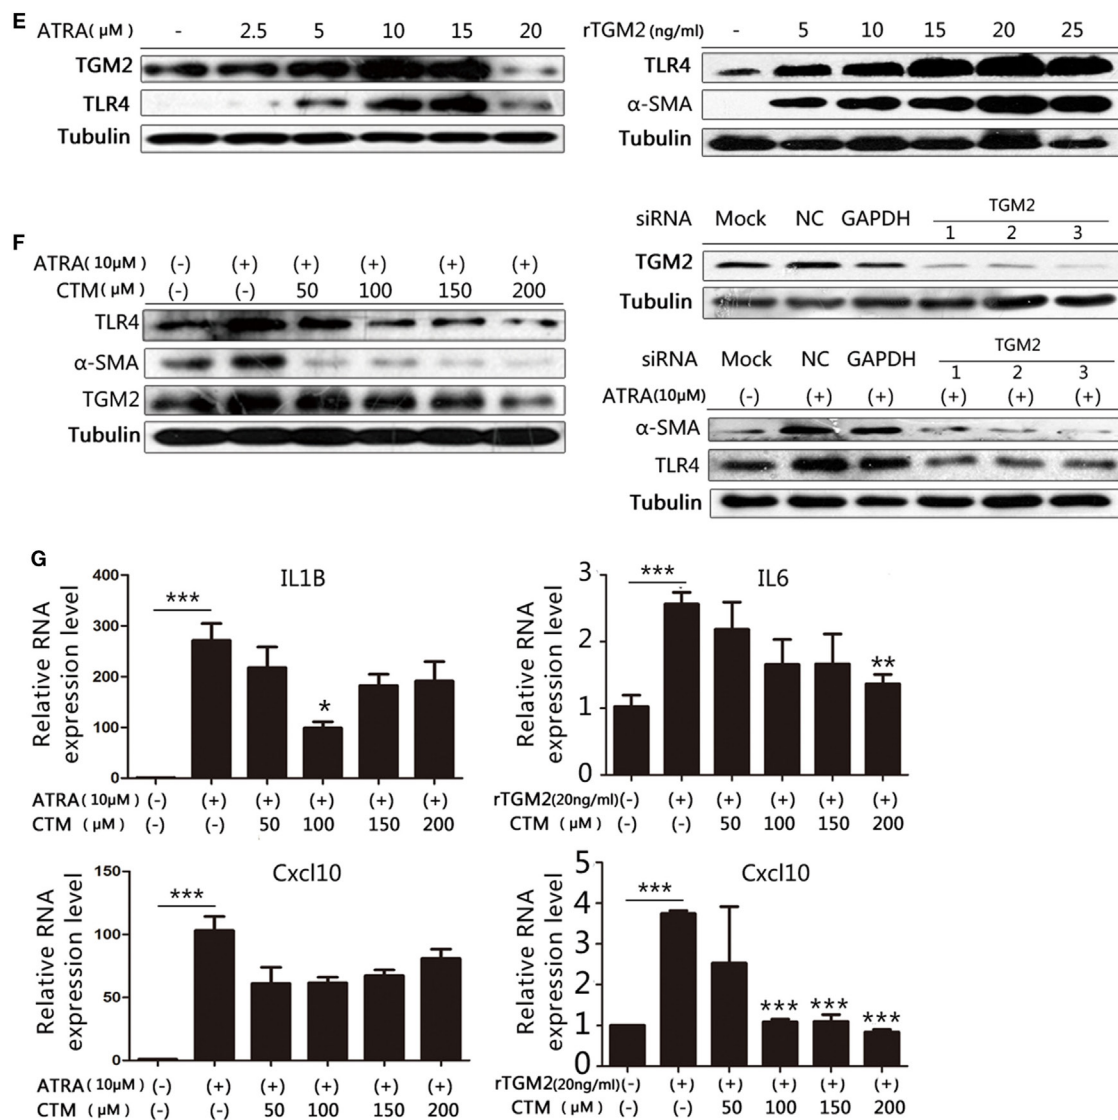 E
ATRA( μM) - 2.5 5 10 15 20
TGM2
TLR4
Tubulin
rTGM2(ng/ml) - 5 10 15 20 25
TLR4
α-SMA
Tubulin
F
ATRA( 10μM ) (-) (+) (+) (+) (+) (+)
CTM( μM) (-) (-) 50 100 150 200
TLR4
α-SMA
TGM2
Tubulin
TGM2
siRNA Mock NC GAPDH 1 2 3
TGM2
Tubulin
TGM2
siRNA Mock NC GAPDH 1 2 3
ATRA(10μM) (-) (+) (+) (+) (+) (+)
α-SMA
TLR4
Tubulin
G
IL1B
Relative RNA
expression level
400
300
200
100
0
***
*
ATRA(10μM) (-) (+) (+) (+) (+) (+)
CTM ( μM) (-) (-) 50 100 150 200
IL6
Relative RNA
expression level
3
2
1
0
***
**
rTGM2(20ng/ml) (-) (+) (+) (+) (+) (+)
CTM ( μM) (-) (-) 50 100 150 200
Cxcl10
Relative RNA
expression level
150
100
50
0
***
ATRA(10μM) (-) (+) (+) (+) (+) (+)
CTM ( μM) (-) (-) 50 100 150 200
Cxcl10
Relative RNA
expression level
5
4
3
2
1
0
***
*** *** ***
rTGM2(20ng/ml) (-) (+) (+) (+) (+) (+)
CTM ( μM) (-) (-) 50 100 150 200